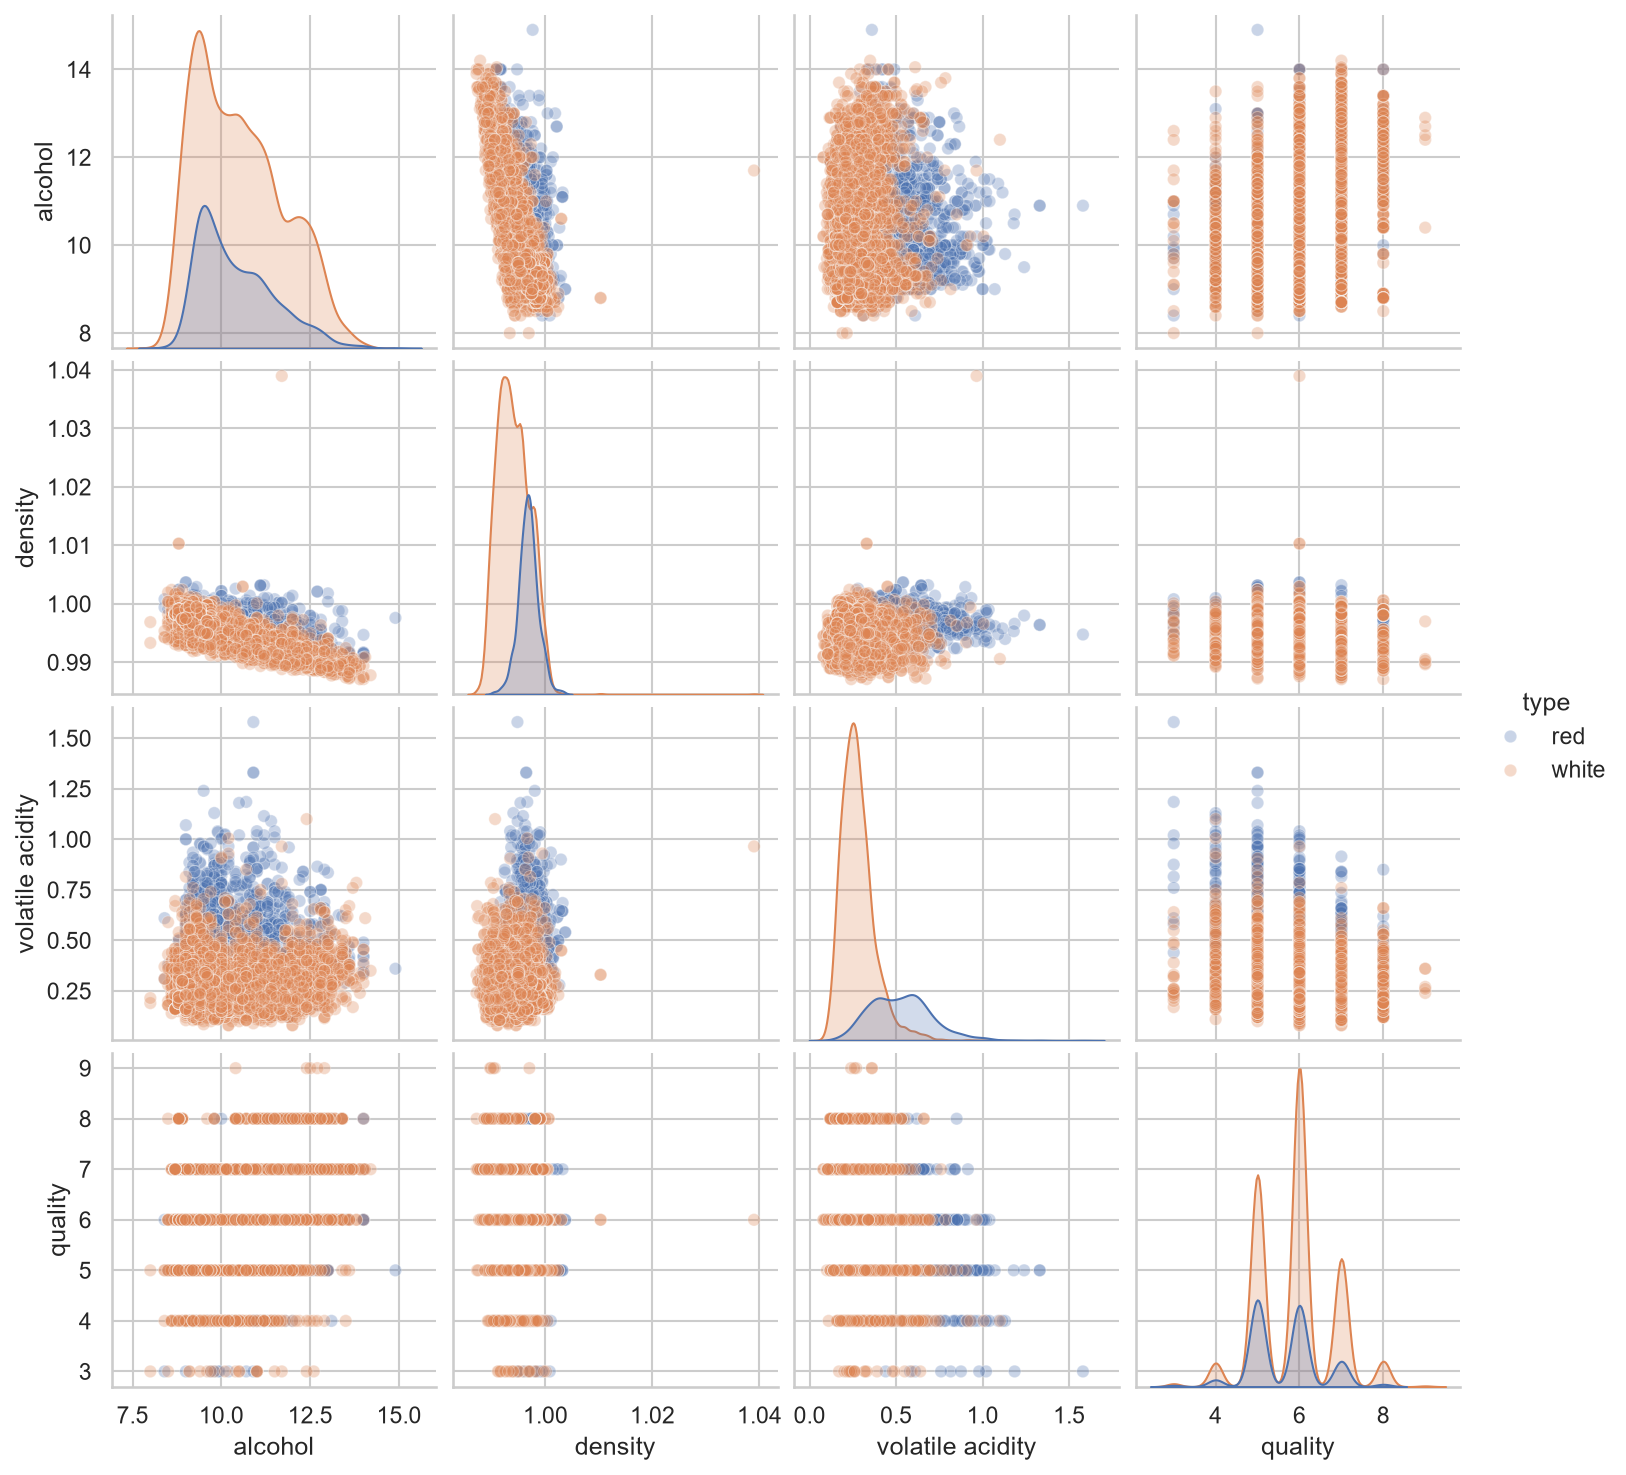 14
12
10
8
alcohol
1.04
1.03
1.02
1.01
1.00
0.99
density
type
red
white
1.50
1.25
1.00
0.75
0.50
0.25
volatile acidity
9
8
7
6
5
4
3
quality
7.5 10.0 12.5 15.0
1.00 1.02 1.04
0.0 0.5 1.0 1.5
4 6 8
alcohol density volatile acidity quality